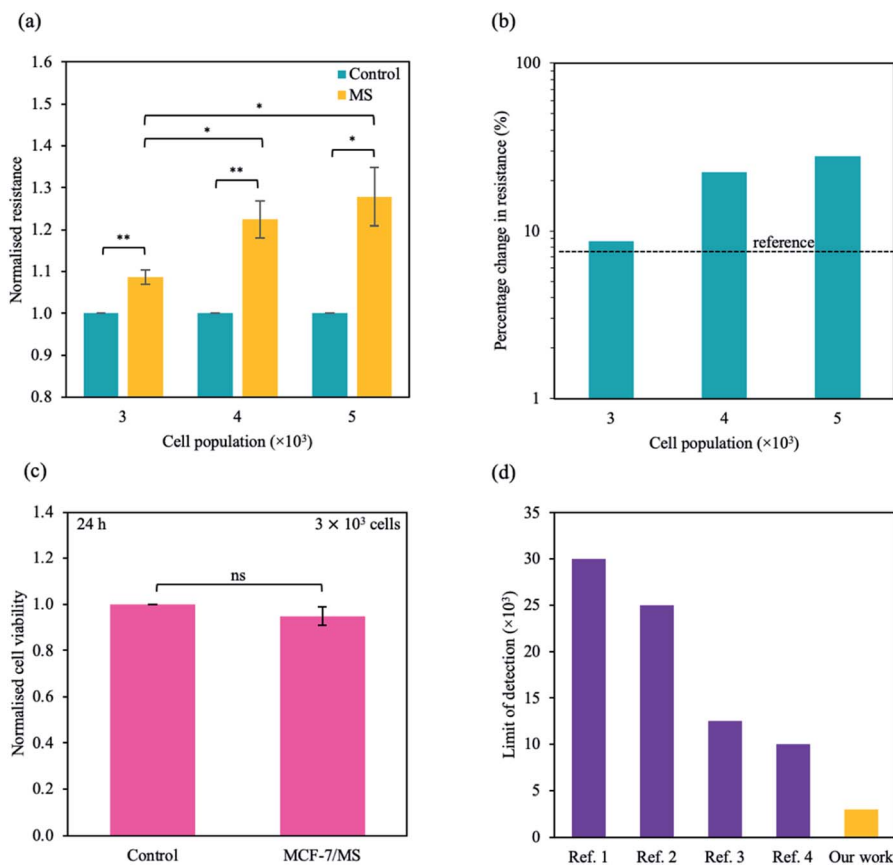 (a)
Normalised resistance
1.6
1.5
1.4
1.3
1.2
1.1
1.0
0.9
0.8
Control
MS
*
*
*
**
**
3
4
5
Cell population (×10³)
(b)
Percentage change in resistance (%)
100
10
1
reference
3
4
5
Cell population (×10³)
(c)
Normalised cell viability
1.4
1.2
1.0
0.8
0.6
0.4
0.2
0.0
24 h
3 × 10³ cells
ns
Control
MCF-7/MS
(d)
Limit of detection (×10³)
35
30
25
20
15
10
5
0
Ref. 1
Ref. 2
Ref. 3
Ref. 4
Our work